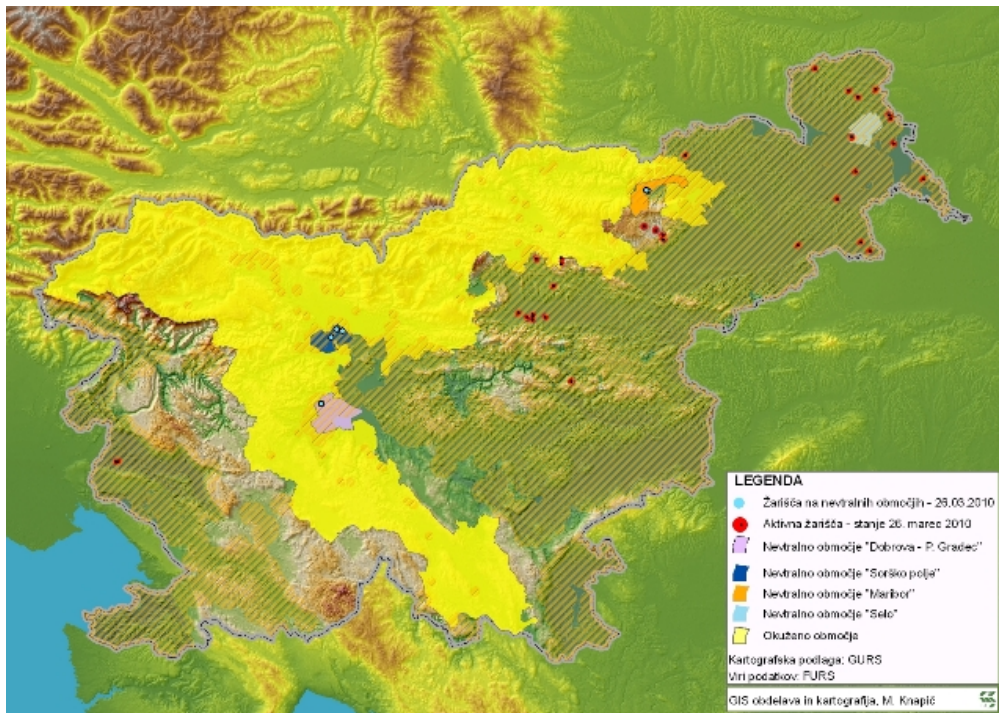 LEGENDA
Žarišča na nevtralnih območjih - 26.03.2010
Aktivna žarišča - stanje 26. marec 2010
Nevtralno območje "Dobrova - P. Gradec"
Nevtralno območje "Sorško polje"
Nevtralno območje "Maribor"
Nevtralno območje "Selo"
Okuženo območje
Kartografska podlaga: GURS
Viri podatkov: FURS
GIS obdelava in kartografija, M. Knapič